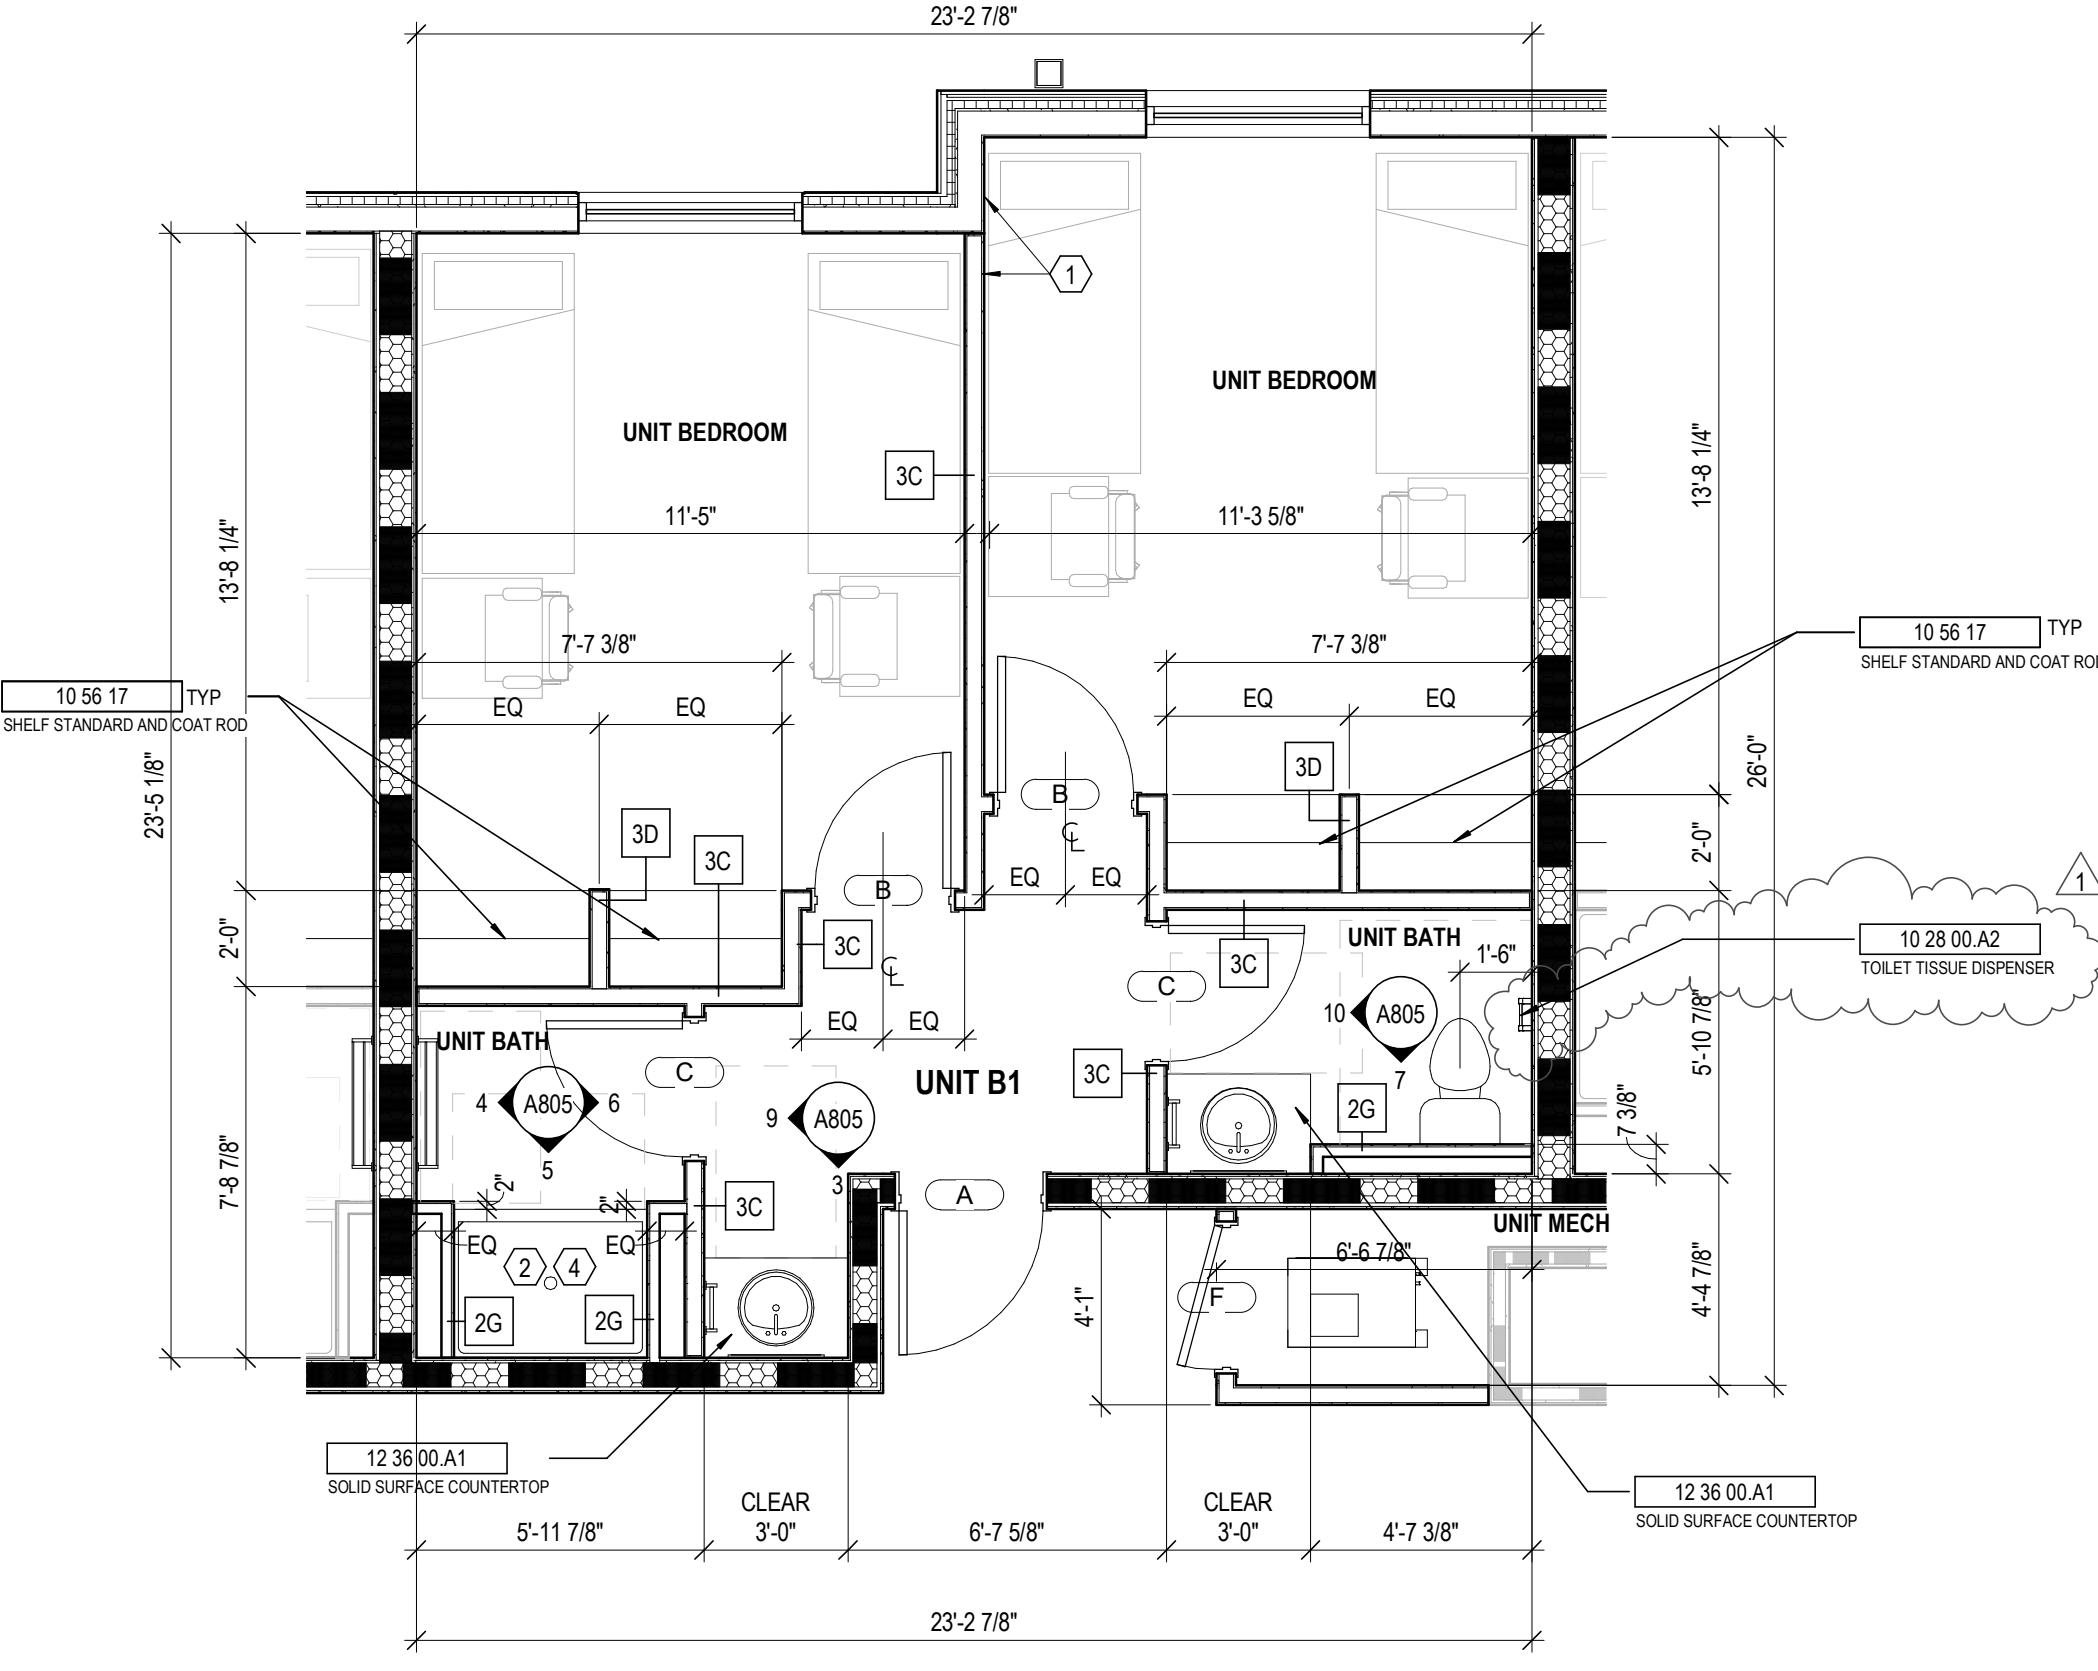 23'-2 7/8"
1
UNIT BEDROOM
UNIT BEDROOM
3C
13'-8 1/4"
11'-5"
11'-3 5/8"
13'-8 1/4"
10 56 17
TYP
SHELF STANDARD AND COAT ROD
7'-7 3/8"
7'-7 3/8"
10 56 17
TYP
SHELF STANDARD AND COAT
EQ
EQ
EQ
EQ
23'-5 1/8"
26'-0"
3D
B
CL
3D
3C
2'-0"
1
EQ
EQ
B
2'-0"
3C
CL
UNIT BATH
3C
1'-6"
10 28 00.A2
TOILET TISSUE DISPENSER
C
10
A805
7
EQ
EQ
UNIT BATH
5'-10 7/8"
C
UNIT B1
3C
4
A805
6
5
9
A805
3
2G
7 3/8"
7'-8 7/8"
2"
2"
3C
A
UNIT MECH
EQ
EQ
6'-6 7/8"
2
4
F
4'-1"
4'-4 7/8"
2G
2G
12 36 00.A1
SOLID SURFACE COUNTERTOP
12 36 00.A1
SOLID SURFACE COUNTERTOP
CLEAR
CLEAR
5'-11 7/8"
3'-0"
6'-7 5/8"
3'-0"
4'-7 3/8"
23'-2 7/8"